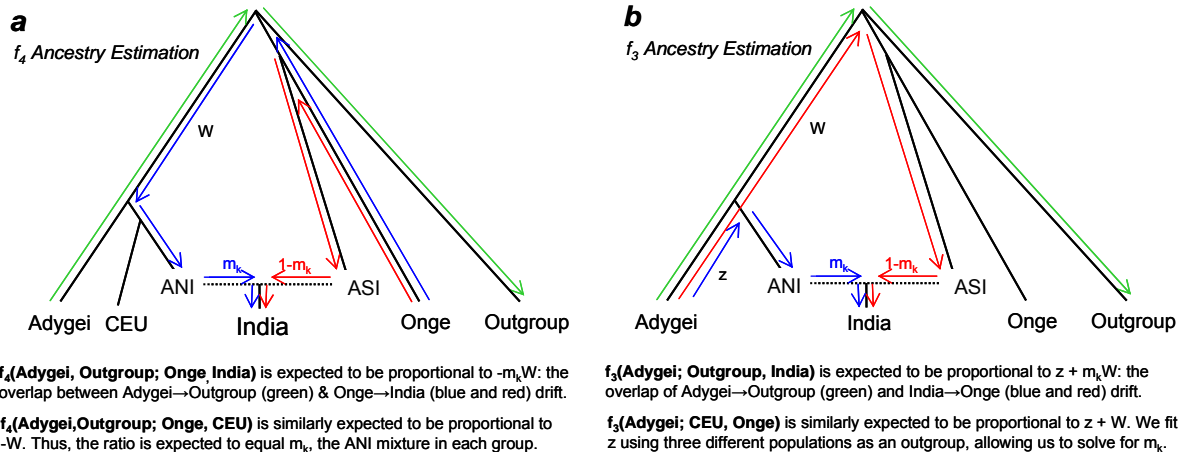 a
f4 Ancestry Estimation
W
ANI
mk
1-mk
ASI
Adygei
CEU
India
Onge
Outgroup
f4(Adygei, Outgroup; Onge, India) is expected to be proportional to -mkW: the
overlap between Adygei→Outgroup (green) & Onge→India (blue and red) drift.
f4(Adygei,Outgroup; Onge, CEU) is similarly expected to be proportional to
-W. Thus, the ratio is expected to equal mk, the ANI mixture in each group.
b
f3 Ancestry Estimation
W
z
ANI
mk
1-mk
ASI
Adygei
India
Onge
Outgroup
f3(Adygei; Outgroup, India) is expected to be proportional to z + mkW: the
overlap of Adygei→Outgroup (green) and India→Onge (blue and red) drift.
f3(Adygei; CEU, Onge) is similarly expected to be proportional to z + W. We fit
z using three different populations as an outgroup, allowing us to solve for mk.